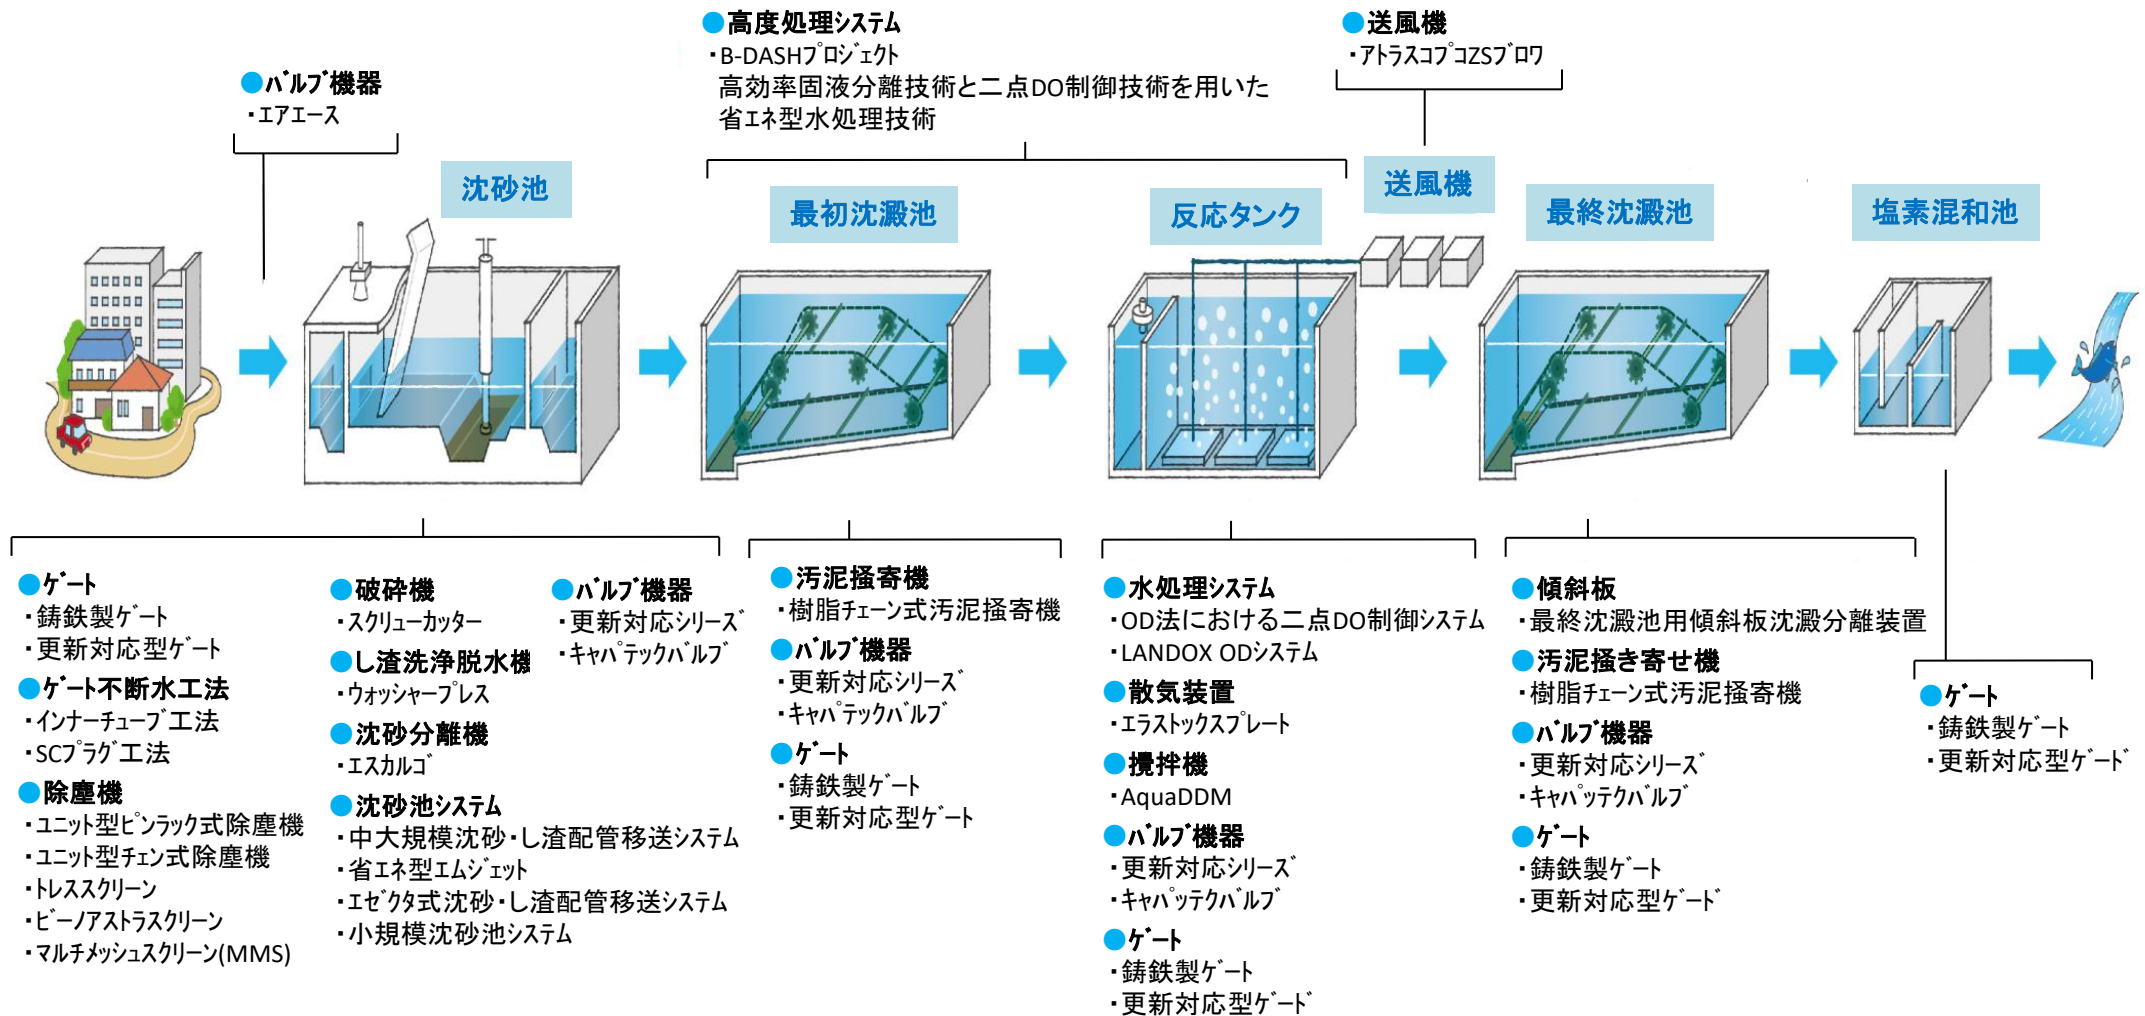 ●高度処理システム
・B-DASHプロジェクト
高効率固液分離技術と二点DO制御技術を用いた
省エネ型水処理技術
●送風機
・アトラスコプコZSブロワ
●バルブ機器
・エアエース
沈砂池
最初沈澱池
反応タンク
送風機
最終沈澱池
塩素混和池
●ゲート
・鋳鉄製ゲート
・更新対応型ゲート
●ゲート不断水工法
・インナーチューブ工法
・SCプラグ工法
●除塵機
・ユニット型ピンラック式除塵機
・ユニット型チェン式除塵機
・トレススクリーン
・ビーノアストラスクリーン
・マルチメッシュスクリーン(MMS)
●破砕機
・スクリューカッター
●し渣洗浄脱水機
・ウォッシャープレス
●沈砂分離機
・エスカルゴ
●沈砂池システム
・中大規模沈砂・し渣配管移送システム
・省エネ型エムジェット
・エゼクタ式沈砂・し渣配管移送システム
・小規模沈砂池システム
●バルブ機器
・更新対応シリーズ
・キャパテックバルブ
●汚泥掻寄機
・樹脂チェーン式汚泥掻寄機
●バルブ機器
・更新対応シリーズ
・キャパテックバルブ
●ゲート
・鋳鉄製ゲート
・更新対応型ゲート
●水処理システム
・OD法における二点DO制御システム
・LANDOX ODシステム
●散気装置
・エラストックスプレート
●攪拌機
・AquaDDM
●バルブ機器
・更新対応シリーズ
・キャパッテクバルブ
●ゲート
・鋳鉄製ゲート
・更新対応型ゲード
●傾斜板
・最終沈澱池用傾斜板沈澱分離装置
●汚泥掻き寄せ機
・樹脂チェーン式汚泥掻寄機
●バルブ機器
・更新対応シリーズ
・キャパッテクバルブ
●ゲート
・鋳鉄製ゲート
・更新対応型ゲード
●ゲート
・鋳鉄製ゲート
・更新対応型ゲード